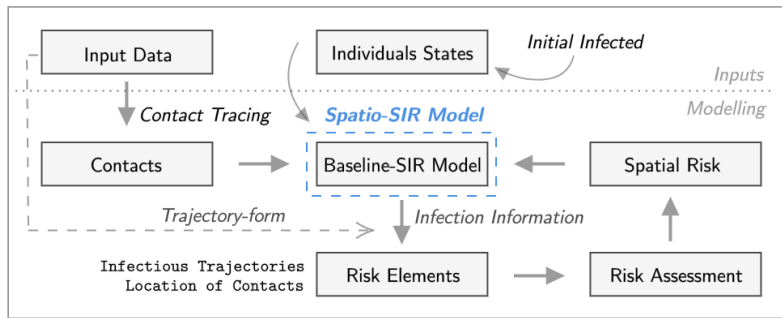 Input Data
Individuals States
Initial Infected
Inputs
Modelling
Contact Tracing
Spatio-SIR Model
Contacts
Baseline-SIR Model
Spatial Risk
Trajectory-form
Infection Information
Infectious Trajectories
Location of Contacts
Risk Elements
Risk Assessment